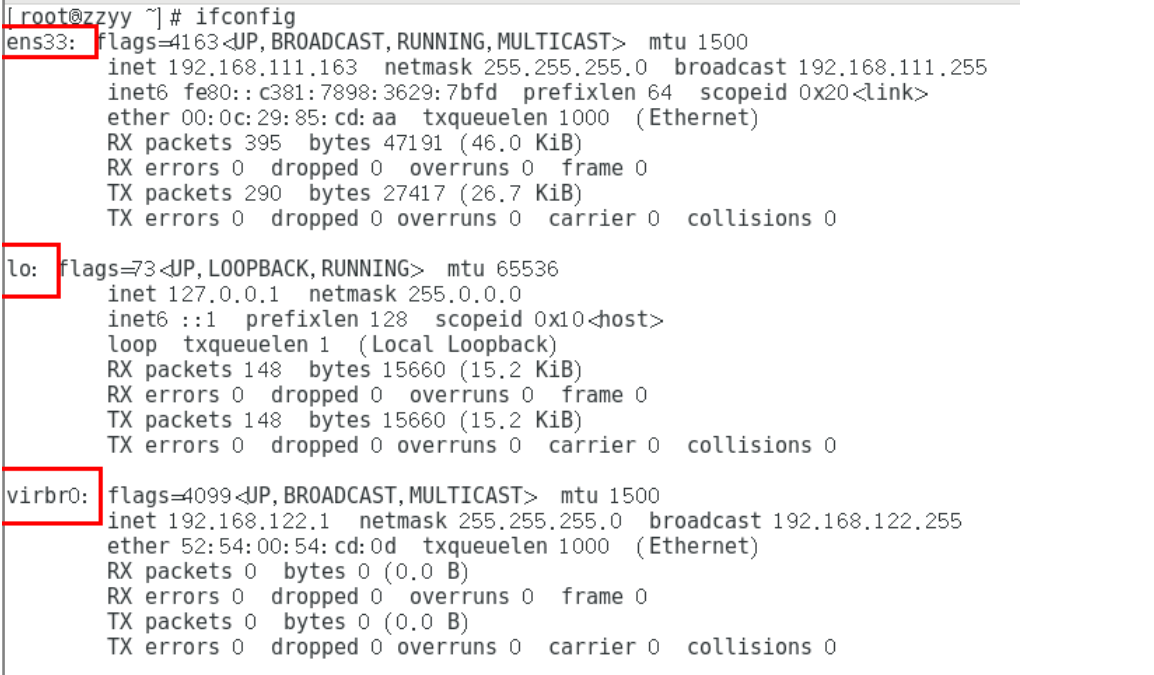 [root@zzyy ~]# ifconfig
ens33: flags=4163<UP,BROADCAST,RUNNING,MULTICAST>  mtu 1500
        inet 192.168.111.163  netmask 255.255.255.0  broadcast 192.168.111.255
        inet6 fe80::c381:7898:3629:7bfd  prefixlen 64  scopeid 0x20<link>
        ether 00:0c:29:85:cd:aa  txqueuelen 1000  (Ethernet)
        RX packets 395  bytes 47191 (46.0 KiB)
        RX errors 0  dropped 0  overruns 0  frame 0
        TX packets 290  bytes 27417 (26.7 KiB)
        TX errors 0  dropped 0 overruns 0  carrier 0  collisions 0
lo: flags=73<UP,LOOPBACK,RUNNING>  mtu 65536
        inet 127.0.0.1  netmask 255.0.0.0
        inet6 ::1  prefixlen 128  scopeid 0x10<host>
        loop  txqueuelen 1  (Local Loopback)
        RX packets 148  bytes 15660 (15.2 KiB)
        RX errors 0  dropped 0  overruns 0  frame 0
        TX packets 148  bytes 15660 (15.2 KiB)
        TX errors 0  dropped 0 overruns 0  carrier 0  collisions 0
virbr0: flags=4099<UP,BROADCAST,MULTICAST>  mtu 1500
        inet 192.168.122.1  netmask 255.255.255.0  broadcast 192.168.122.255
        ether 52:54:00:54:cd:0d  txqueuelen 1000  (Ethernet)
        RX packets 0  bytes 0 (0.0 B)
        RX errors 0  dropped 0  overruns 0  frame 0
        TX packets 0  bytes 0 (0.0 B)
        TX errors 0  dropped 0 overruns 0  carrier 0  collisions 0